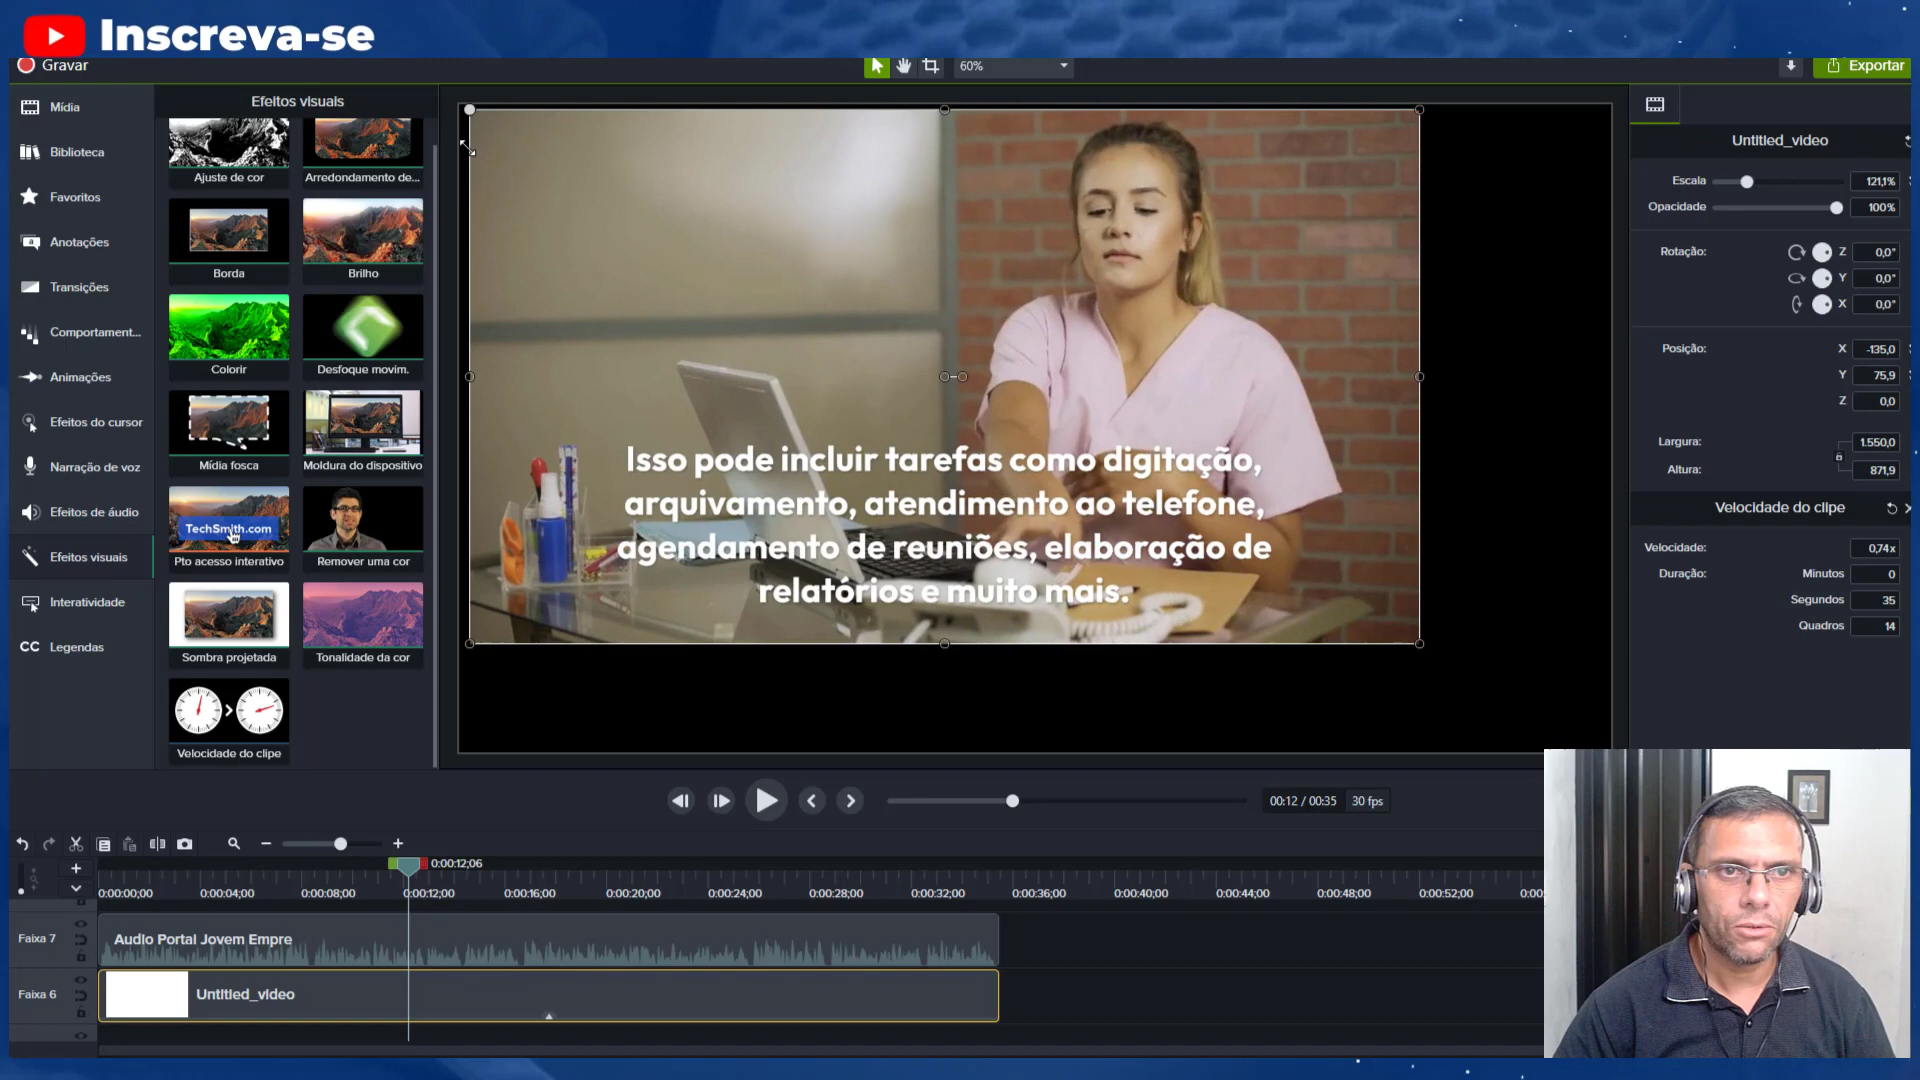 Inscreva-se
Gravar
60%
Exportar
Mídia
Biblioteca
Favoritos
Anotações
Transições
Comportament...
Animações
Efeitos do cursor
Narração de voz
Efeitos de áudio
Efeitos visuais
Interatividade
CC Legendas
Efeitos visuais
Ajuste de cor
Arredondamento de...
Borda
Brilho
Colorir
Desfoque movim.
Mídia fosca
Moldura do dispositivo
TechSmith.com
Pto acesso interativo
Remover uma cor
Sombra projetada
Tonalidade da cor
Velocidade do clipe
Isso pode incluir tarefas como digitação,
arquivamento, atendimento ao telefone,
agendamento de reuniões, elaboração de
relatórios e muito mais.
Untitled_video
Escala 121,1%
Opacidade 100%
Rotação: Z 0,0°
Y 0,0°
X 0,0°
Posição: X -135,0
Y 75,9
Z 0,0
Largura: 1.550,0
Altura: 871,9
Velocidade do clipe
Velocidade: 0,74x
Duração: Minutos 0
Segundos 35
Quadros 14
00:12 / 00:35 30 fps
0:00:12;06
0:00:00;00 0:00:04;00 0:00:08;00 0:00:12;00 0:00:16;00 0:00:20;00 0:00:24;00 0:00:28;00 0:00:32;00 0:00:36;00 0:00:40;00 0:00:44;00 0:00:48;00 0:00:52;00
Faixa 7
Audio Portal Jovem Empre
Faixa 6
Untitled_video